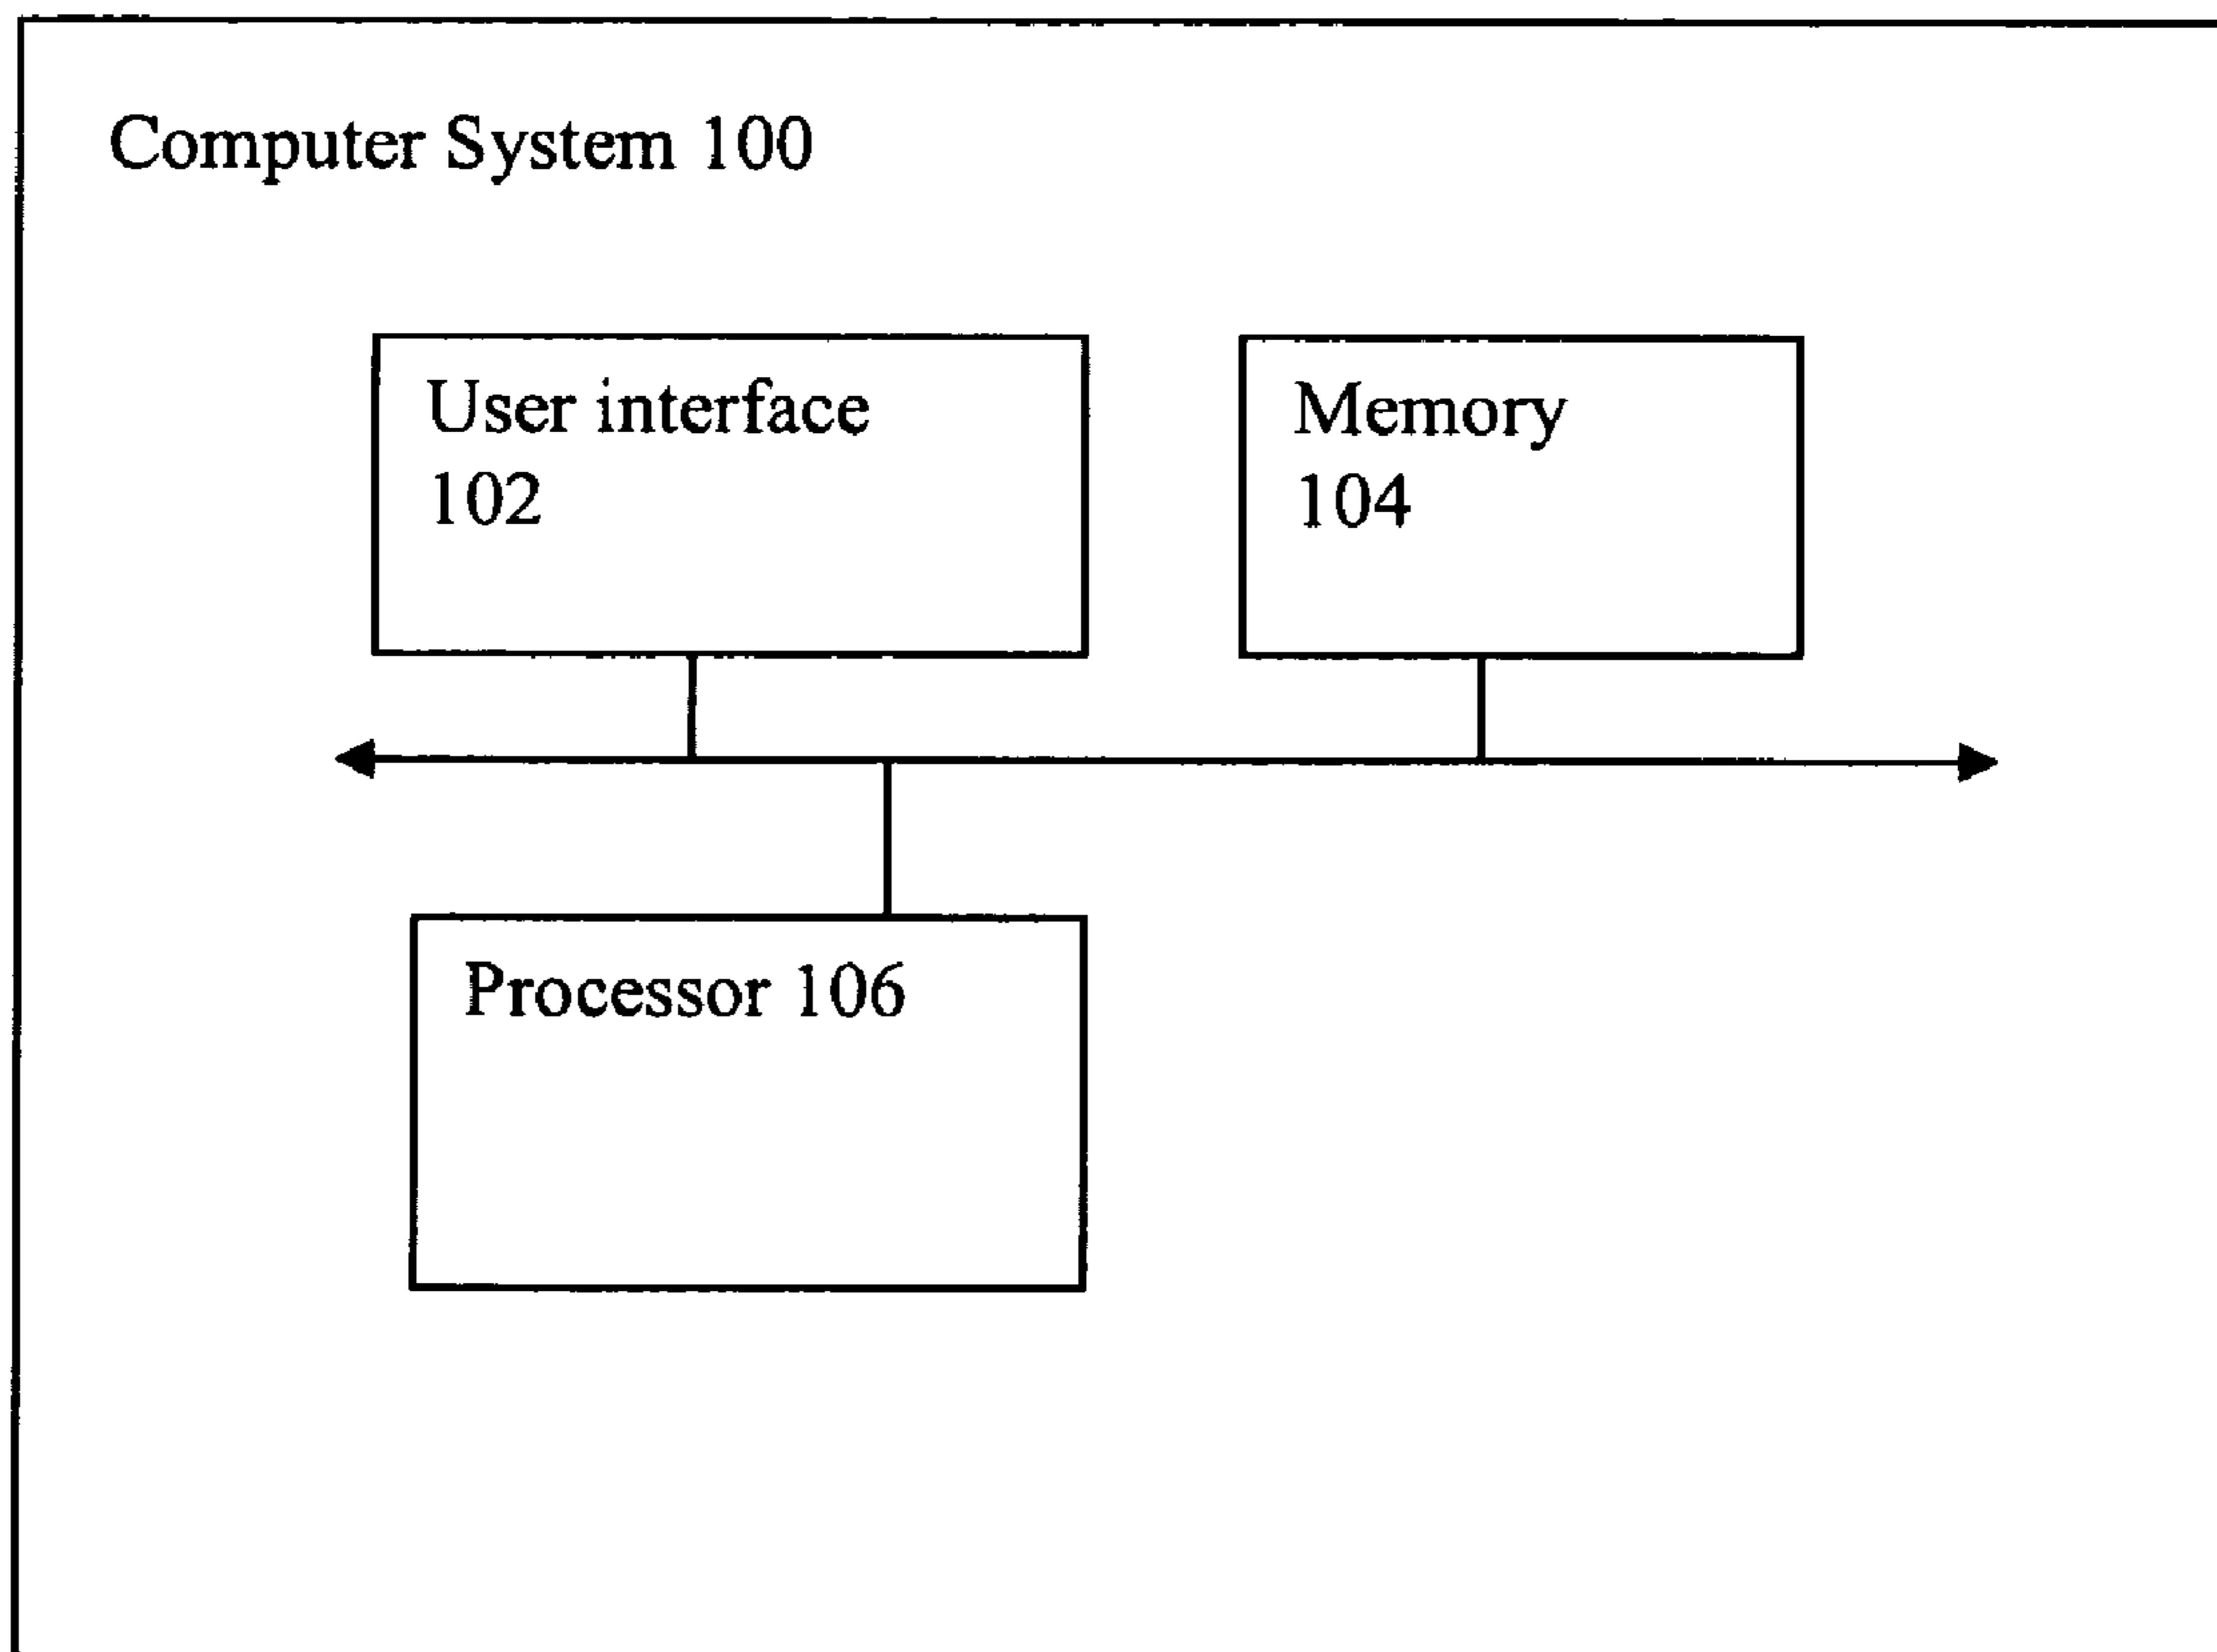 Computer System 100
User interface
102
Memory
104
Processor 106